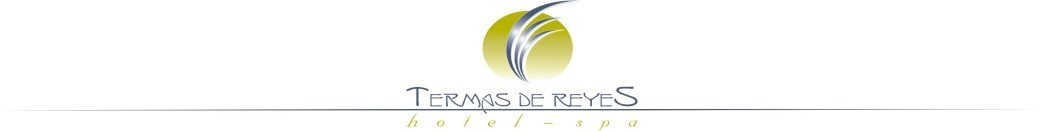 TERMAS DE REYES
hotel - spa